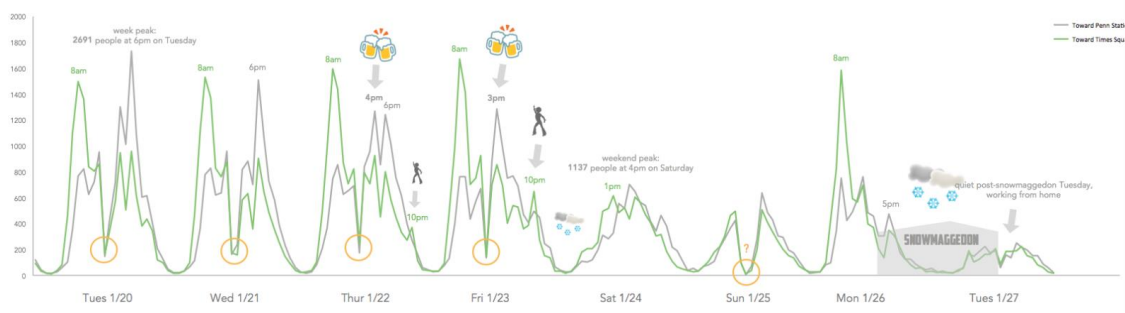 2000
1800
1600
1400
1200
1000
800
600
400
200
0
week peak:
2691 people at 6pm on Tuesday
8am
8am
6pm
8am
4pm
6pm
10pm
8am
3pm
10pm
weekend peak:
1137 people at 4pm on Saturday
1pm
?
8am
5pm
SNOWMAGGEDON
quiet post-snowmaggedon Tuesday,
working from home
Toward Penn Stati
Toward Times Squa
Tues 1/20
Wed 1/21
Thur 1/22
Fri 1/23
Sat 1/24
Sun 1/25
Mon 1/26
Tues 1/27